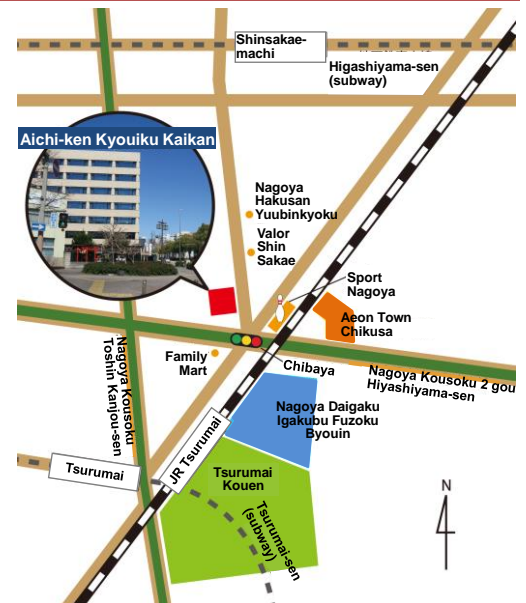 Shinsakae-
machi
Higashiyama-sen
(subway)
Aichi-ken Kyouiku Kaikan
Nagoya
Hakusan
Yuubinkyoku
Valor
Shin
Sakae
Sport
Nagoya
Aeon Town
Chikusa
Family
Mart
Chibaya
Nagoya Kousoku 2 gou
Hiyashiyama-sen
Nagoya Kousoku
Toshin Kanjou-sen
Nagoya Daigaku
Igakubu Fuzoku
Byouin
JR Tsurumai
Tsurumai
Tsurumai
Kouen
Tsurumai-sen
(subway)
N